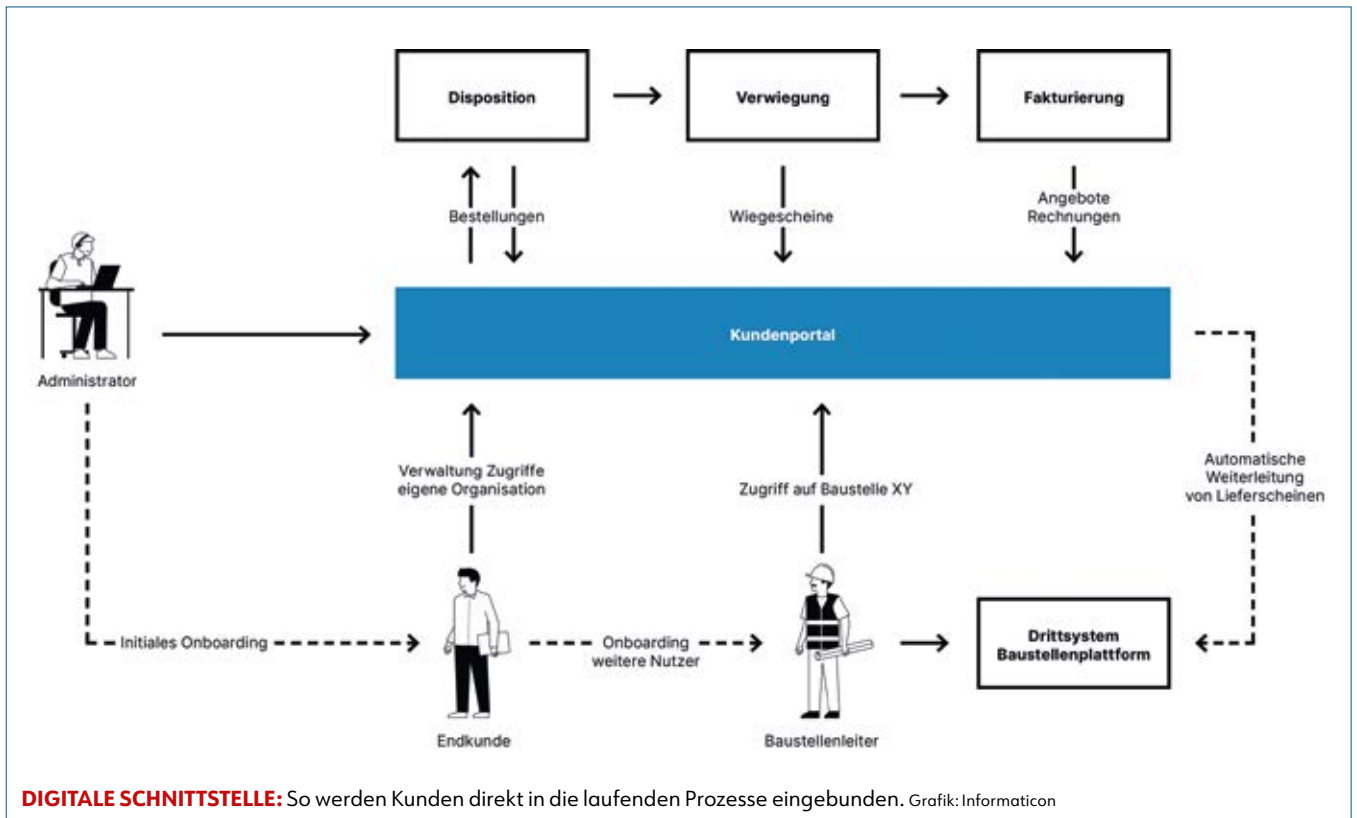 Disposition
Verwiegung
Fakturierung
Bestellungen
Wiegescheine
Angebote
Rechnungen
Kundenportal
Administrator
Verwaltung Zugriffe
eigene Organisation
Zugriff auf Baustelle XY
Automatische
Weiterleitung
von Lieferscheinen
Initiales Onboarding
Onboarding
weitere Nutzer
Drittsystem
Baustellenplattform
Endkunde
Baustellenleiter
DIGITALE SCHNITTSTELLE: So werden Kunden direkt in die laufenden Prozesse eingebunden. Grafik: Informaticon